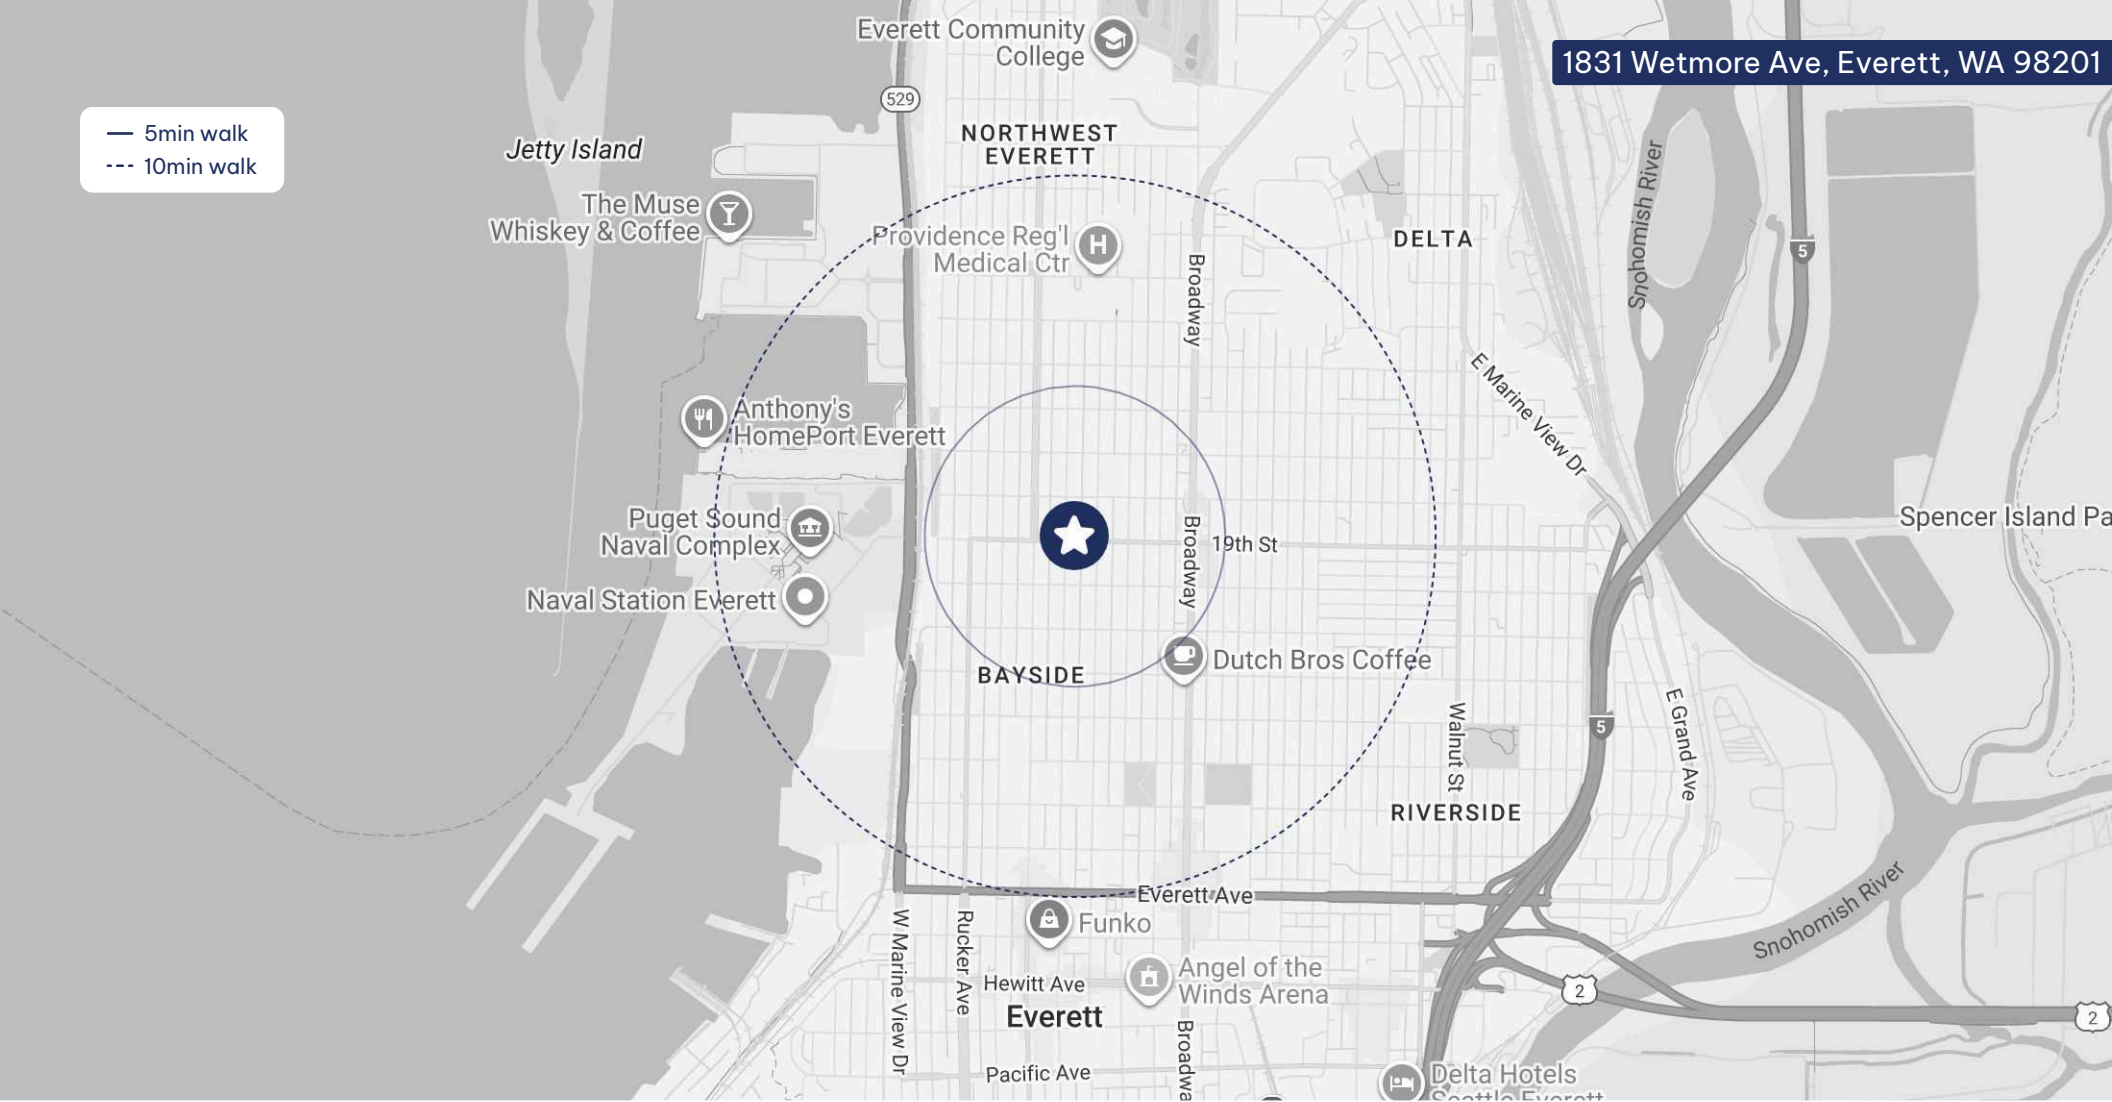 Everett Community
College
1831 Wetmore Ave, Everett, WA 98201
529
5min walk
10min walk
Jetty Island
NORTHWEST
EVERETT
The Muse
Whiskey & Coffee
Providence Reg'l
Medical Ctr
H
DELTA
Snohomish River
5
Broadway
E Marine View Dr
Anthony's
HomePort Everett
Puget Sound
Naval Complex
Broadway
19th St
Spencer Island Pa
Naval Station Everett
BAYSIDE
Dutch Bros Coffee
Walnut St
5
E Grand Ave
RIVERSIDE
Everett Ave
Funko
W Marine View Dr
Rucker Ave
Hewitt Ave
Angel of the
Winds Arena
Snohomish River
2
2
Everett
Broadwa
Pacific Ave
Delta Hotels
Seattle Everett